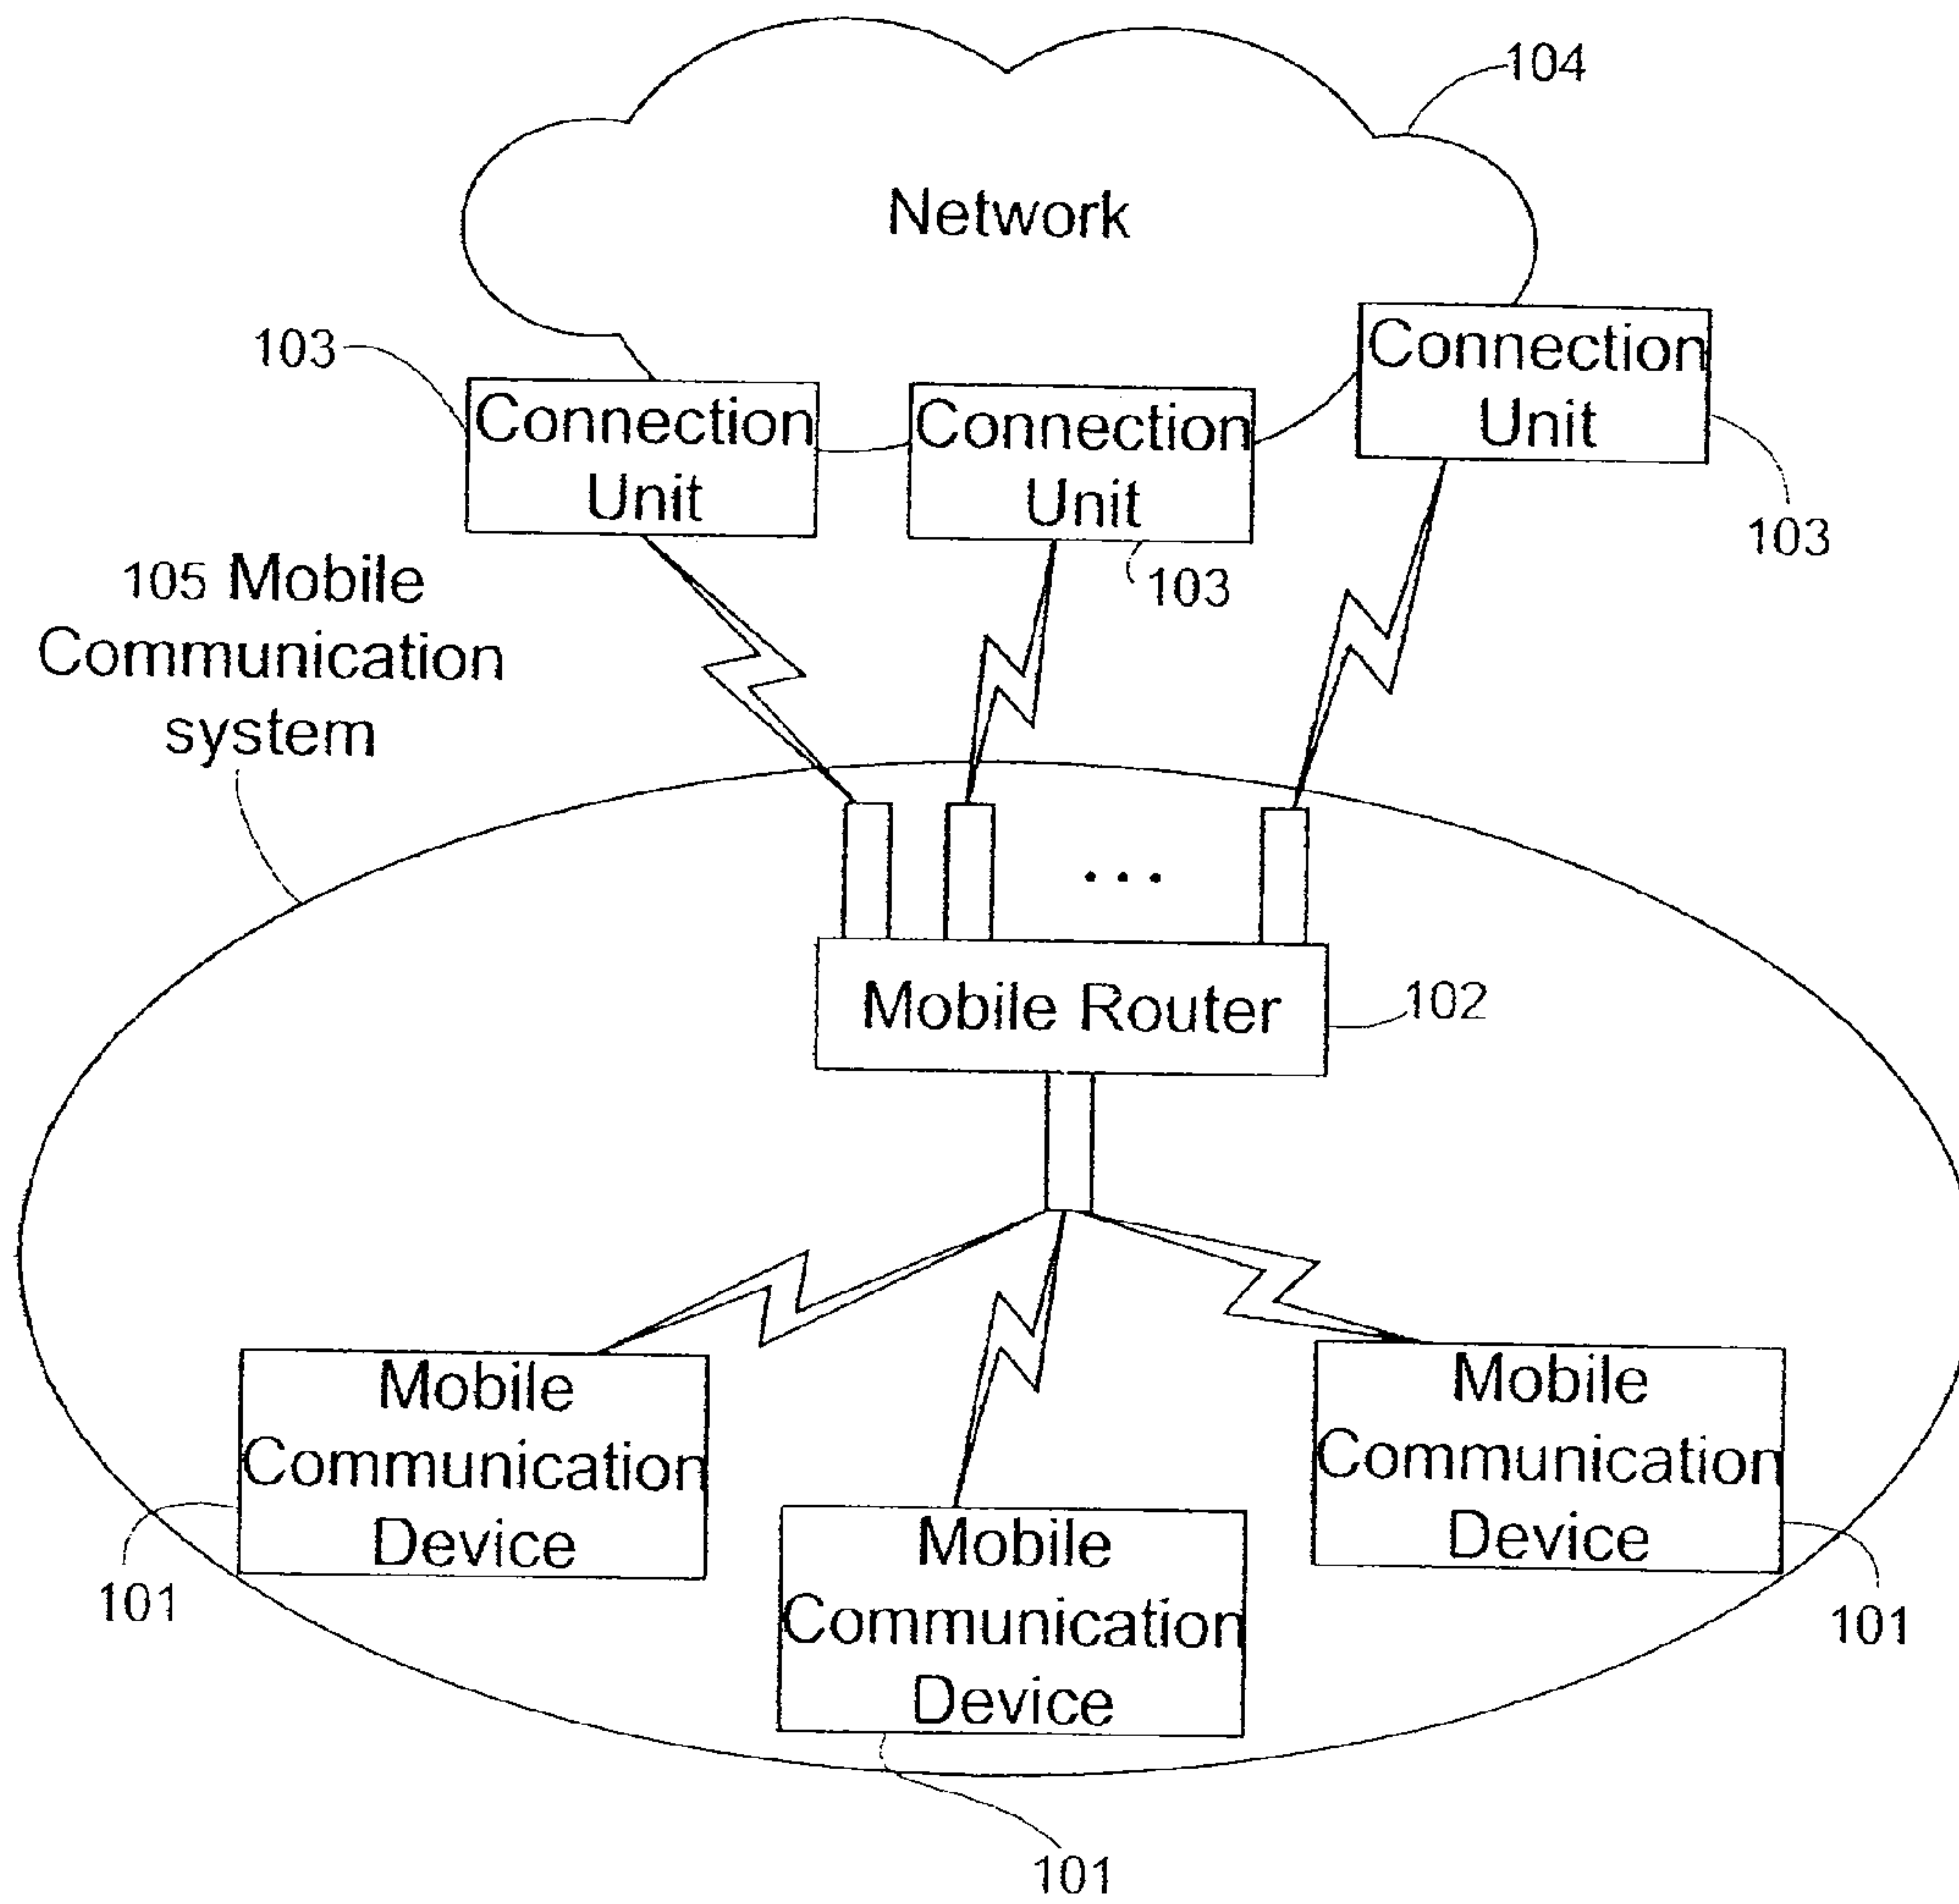 104
Network
103
Connection
Unit
Connection
Unit
Connection
Unit
103
103
105 Mobile
Communication
system
...
Mobile Router
102
Mobile
Communication
Device
Mobile
Communication
Device
Mobile
Communication
Device
101
101
101